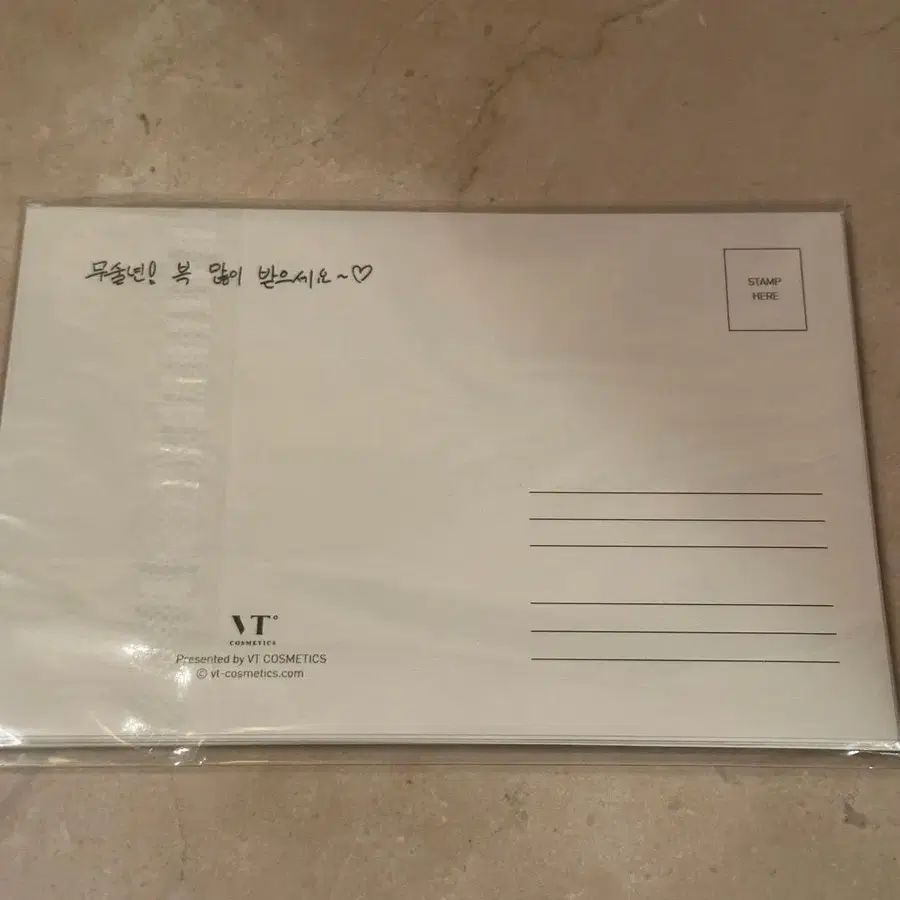 무술년! 복 많이 받으세요~♡
STAMP
HERE
VT
COSMETICS
Presented by VT COSMETICS
© vt-cosmetics.com